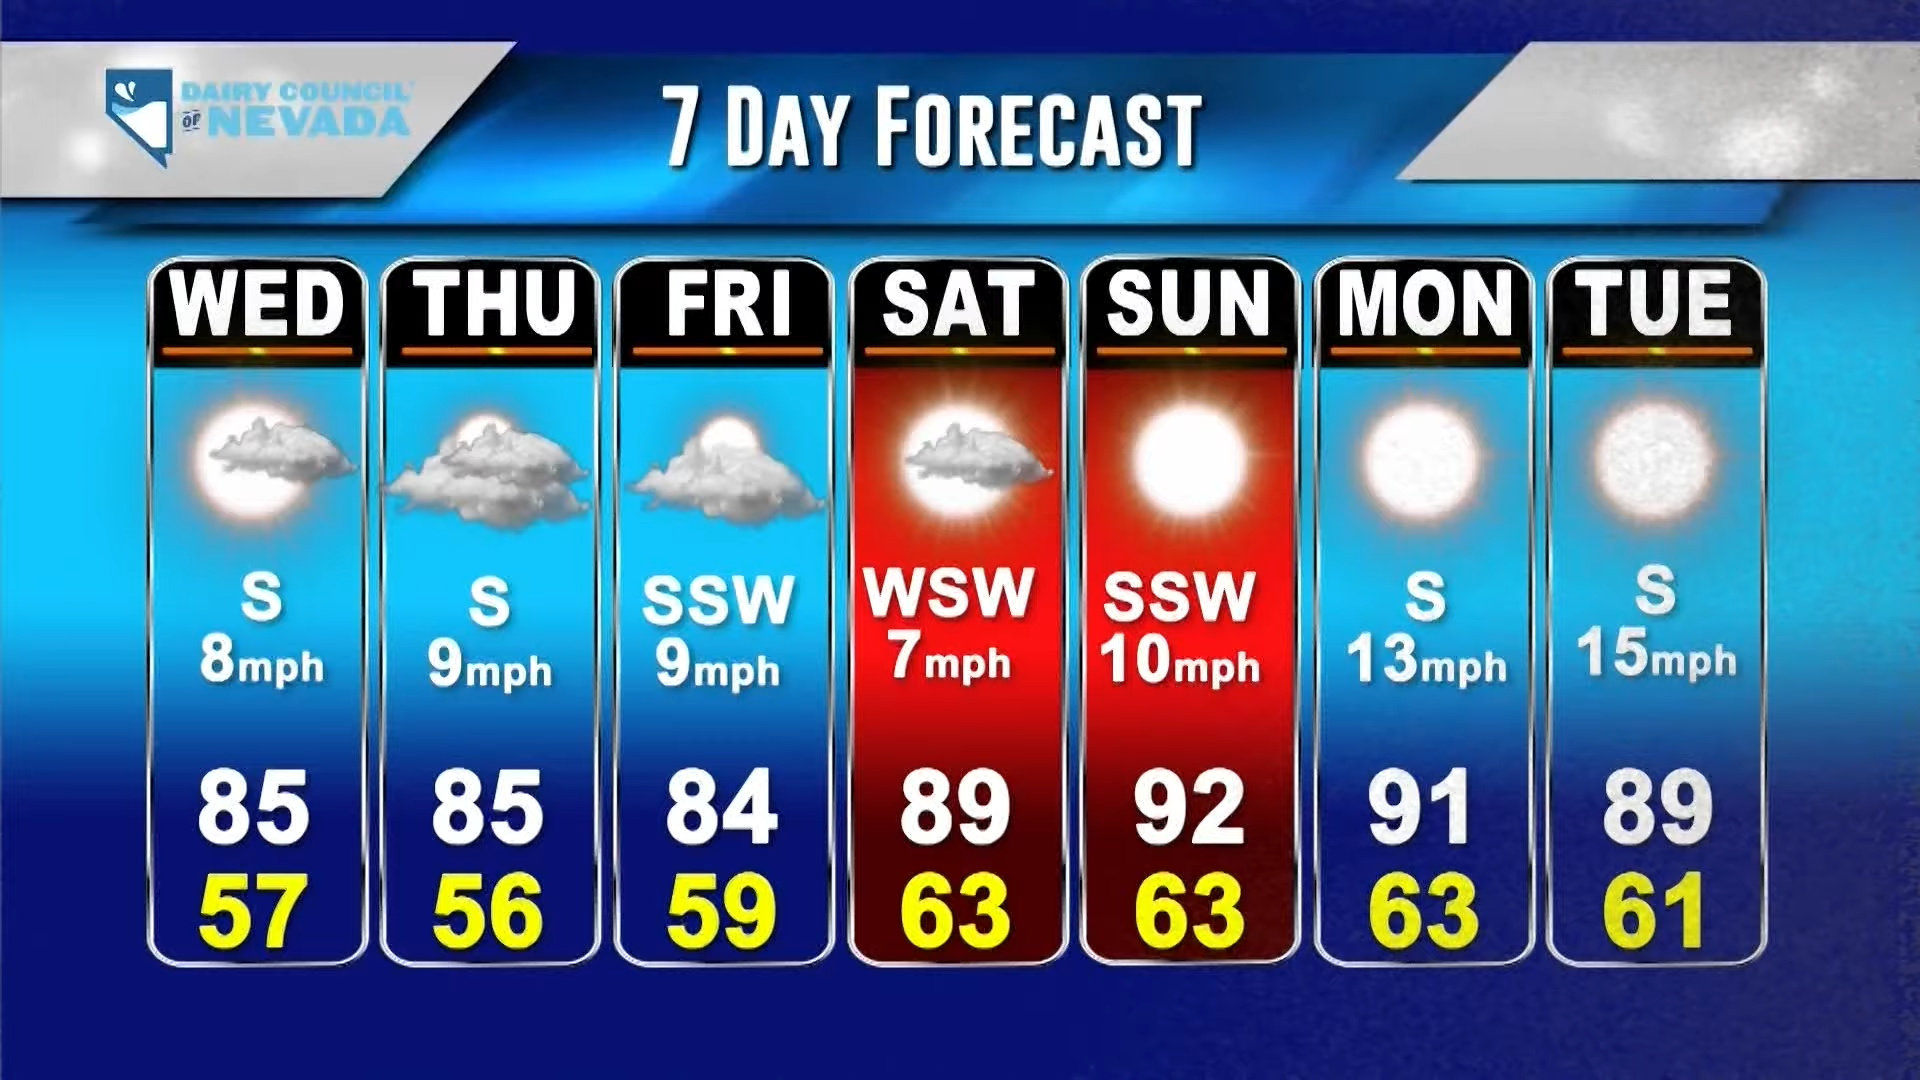 DAIRY COUNCIL
OF NEVADA
7 DAY FORECAST
WED THU FRI SAT SUN MON TUE
S S SSW WSW SSW S S
8mph 9mph 9mph 7mph 10mph 13mph 15mph
85 85 84 89 92 91 89
57 56 59 63 63 63 61